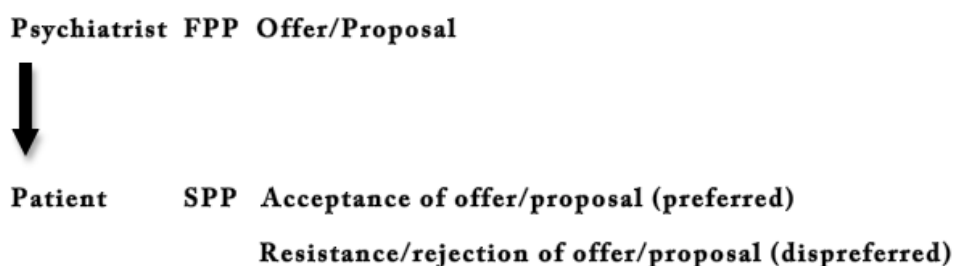 Psychiatrist FPP Offer/Proposal
Patient SPP Acceptance of offer/proposal (preferred)
Resistance/rejection of offer/proposal (dispreferred)